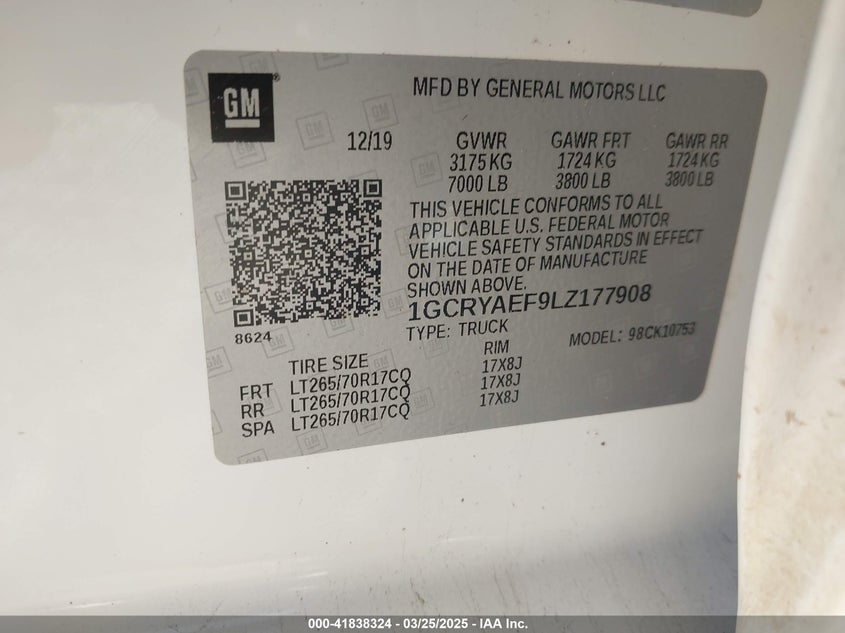 GM
MFD BY GENERAL MOTORS LLC
12/19 GVWR GAWR FRT GAWR RR
3175 KG 1724 KG 1724 KG
7000 LB 3800 LB 3800 LB
THIS VEHICLE CONFORMS TO ALL
APPLICABLE U.S. FEDERAL MOTOR
VEHICLE SAFETY STANDARDS IN EFFECT
ON THE DATE OF MANUFACTURE
SHOWN ABOVE.
1GCRYAEF9LZ177908
8624
TYPE: TRUCK MODEL: 98CK10753
TIRE SIZE RIM
FRT LT265/70R17CQ 17X8J
RR LT265/70R17CQ 17X8J
SPA LT265/70R17CQ 17X8J
000-41838324 — 03/25/2025 — IAA Inc.